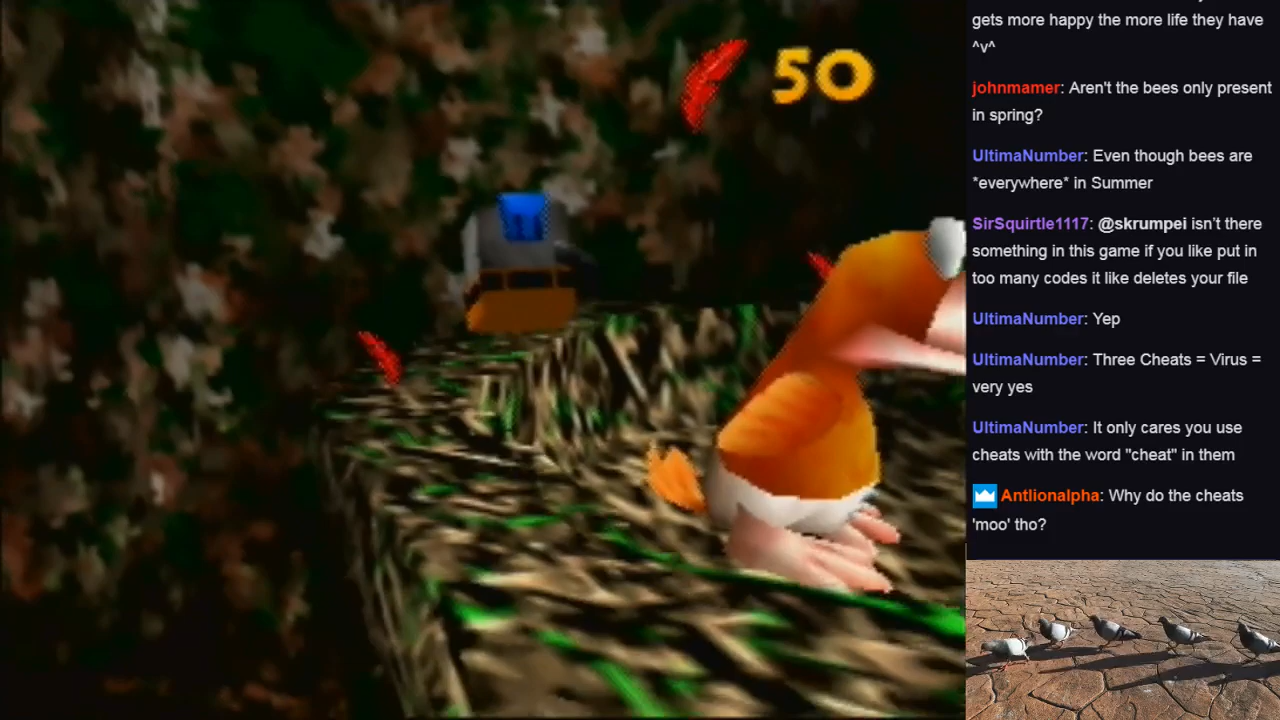 50
gets more happy the more life they have
^v^
johnmamer: Aren't the bees only present
in spring?
UltimaNumber: Even though bees are
*everywhere* in Summer
SirSquirtle1117: @skrumpei isn't there
something in this game if you like put in
too many codes it like deletes your file
UltimaNumber: Yep
UltimaNumber: Three Cheats = Virus =
very yes
UltimaNumber: It only cares you use
cheats with the word "cheat" in them
Antlionalpha: Why do the cheats
'moo' tho?